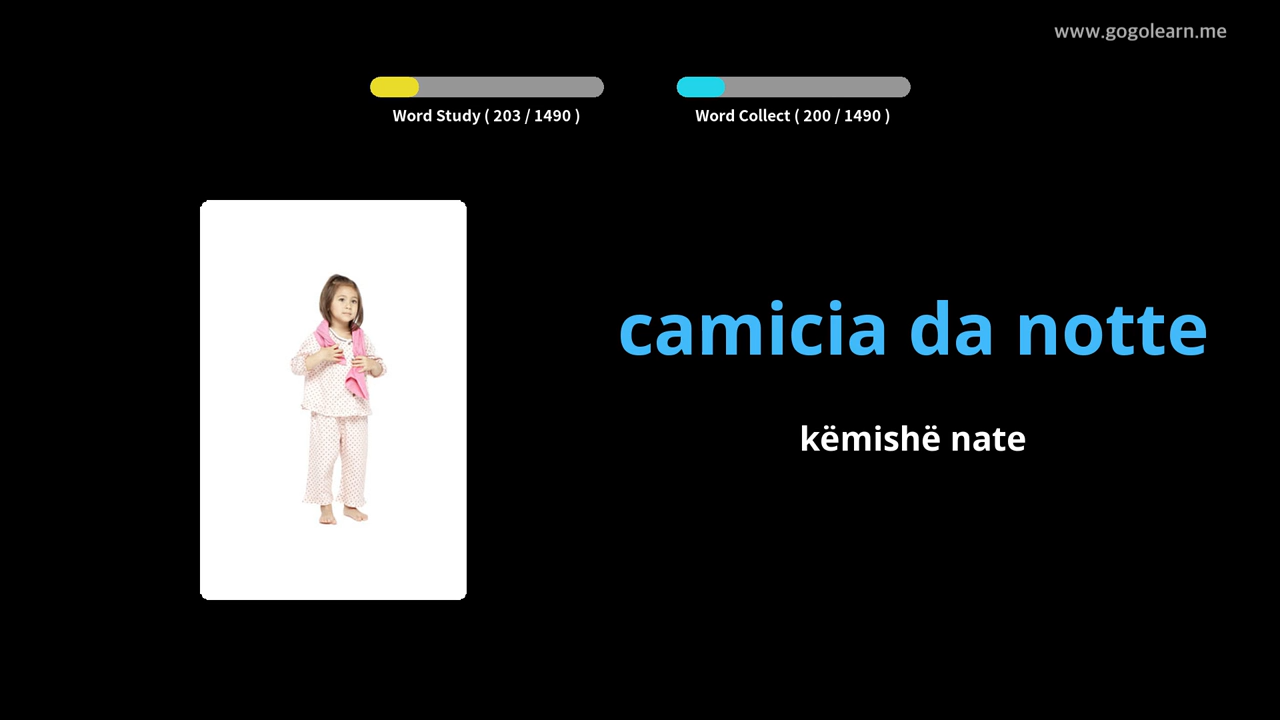 www.gogolearn.me
Word Study ( 203 / 1490 )
Word Collect ( 200 / 1490 )
camicia da notte
këmishë nate